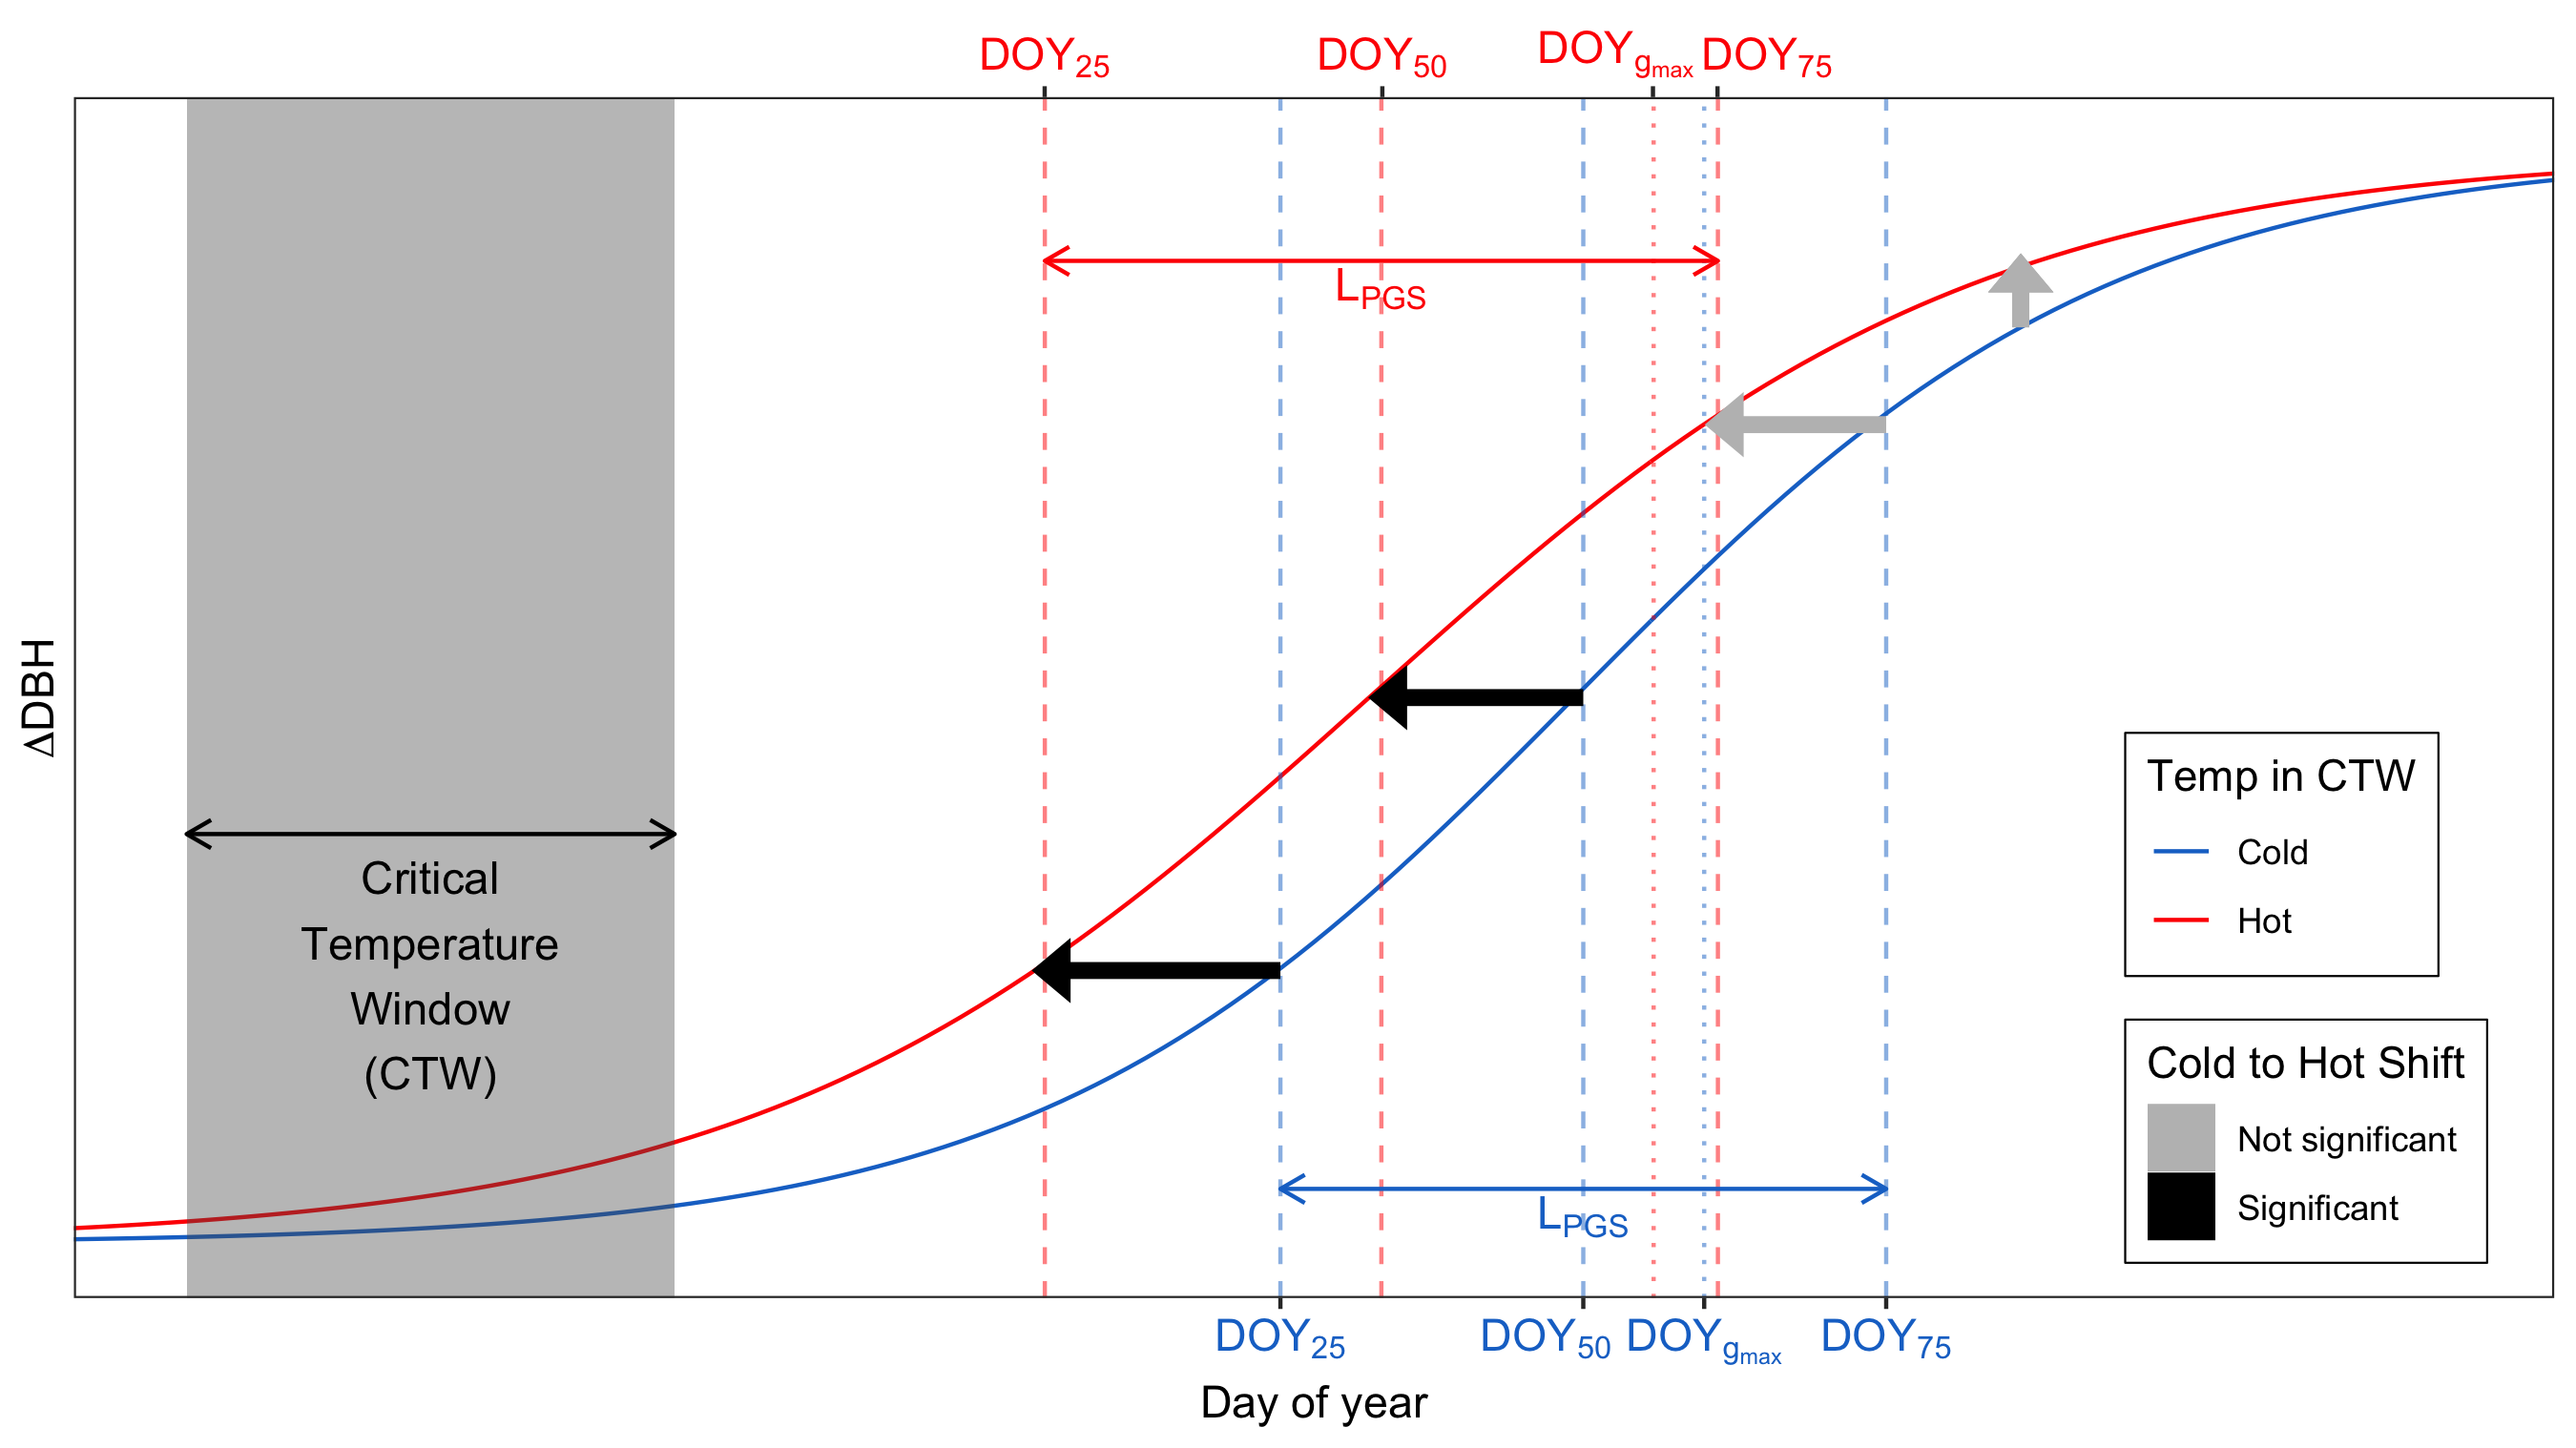 DOY25 DOY50 DOYgmax DOY75
LPGS
ΔDBH
Critical
Temperature
Window
(CTW)
Temp in CTW
Cold
Hot
Cold to Hot Shift
Not significant
Significant
LPGS
DOY25 DOY50 DOYgmax DOY75
Day of year